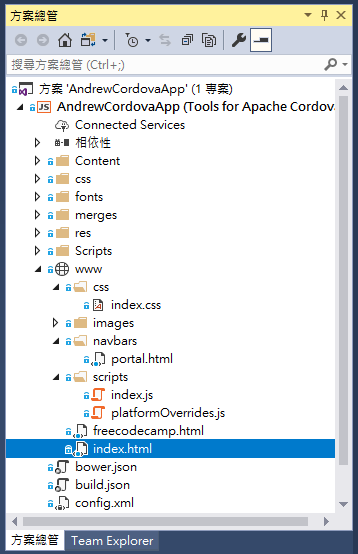 方案總管
搜尋方案總管 (Ctrl+;)
方案 'AndrewCordovaApp' (1 專案)
AndrewCordovaApp (Tools for Apache Cordova
Connected Services
相依性
Content
css
fonts
merges
res
Scripts
www
css
index.css
images
navbars
portal.html
scripts
index.js
platformOverrides.js
freecodecamp.html
index.html
bower.json
build.json
config.xml
方案總管 Team Explorer